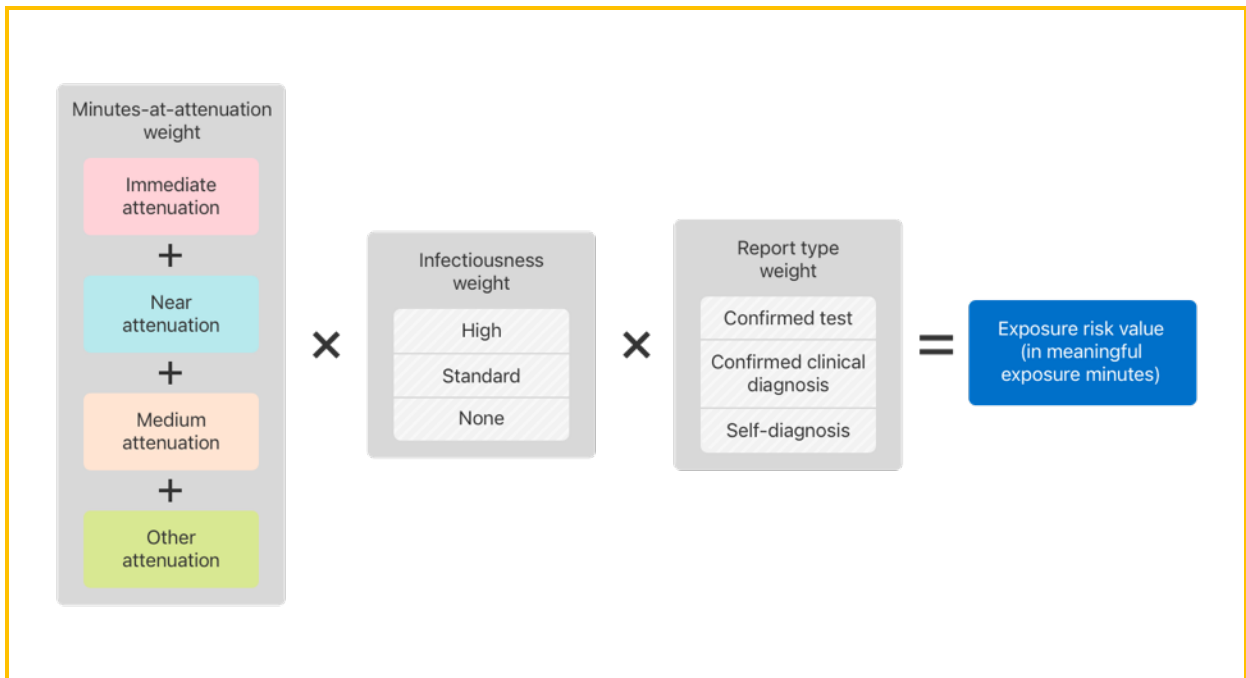 Minutes-at-attenuation
weight
Immediate
attenuation
+
Near
attenuation
+
Medium
attenuation
+
Other
attenuation
×
Infectiousness
weight
High
Standard
None
×
Report type
weight
Confirmed test
Confirmed clinical
diagnosis
Self-diagnosis
=
Exposure risk value
(in meaningful
exposure minutes)